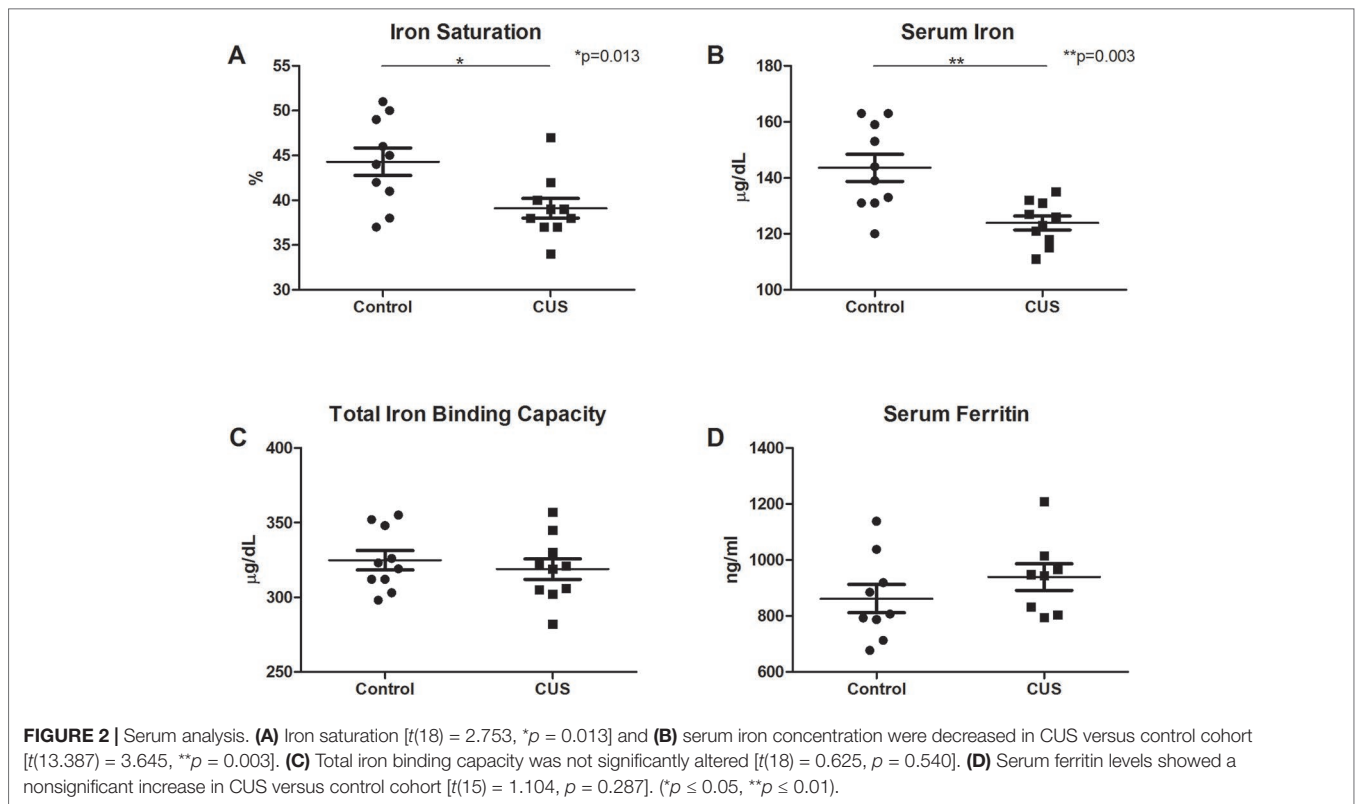 Iron Saturation
A
*p=0.013
*
55
50
45
40
35
30
%
Control
CUS
Serum Iron
B
**p=0.003
**
180
160
140
120
100
µg/dL
Control
CUS
Total Iron Binding Capacity
C
400
350
300
250
µg/dL
Control
CUS
Serum Ferritin
D
1400
1200
1000
800
600
ng/ml
Control
CUS
FIGURE 2 | Serum analysis. (A) Iron saturation [t(18) = 2.753, *p = 0.013] and (B) serum iron concentration were decreased in CUS versus control cohort
[t(13.387) = 3.645, **p = 0.003]. (C) Total iron binding capacity was not significantly altered [t(18) = 0.625, p = 0.540]. (D) Serum ferritin levels showed a
nonsignificant increase in CUS versus control cohort [t(15) = 1.104, p = 0.287]. (*p ≤ 0.05, **p ≤ 0.01).